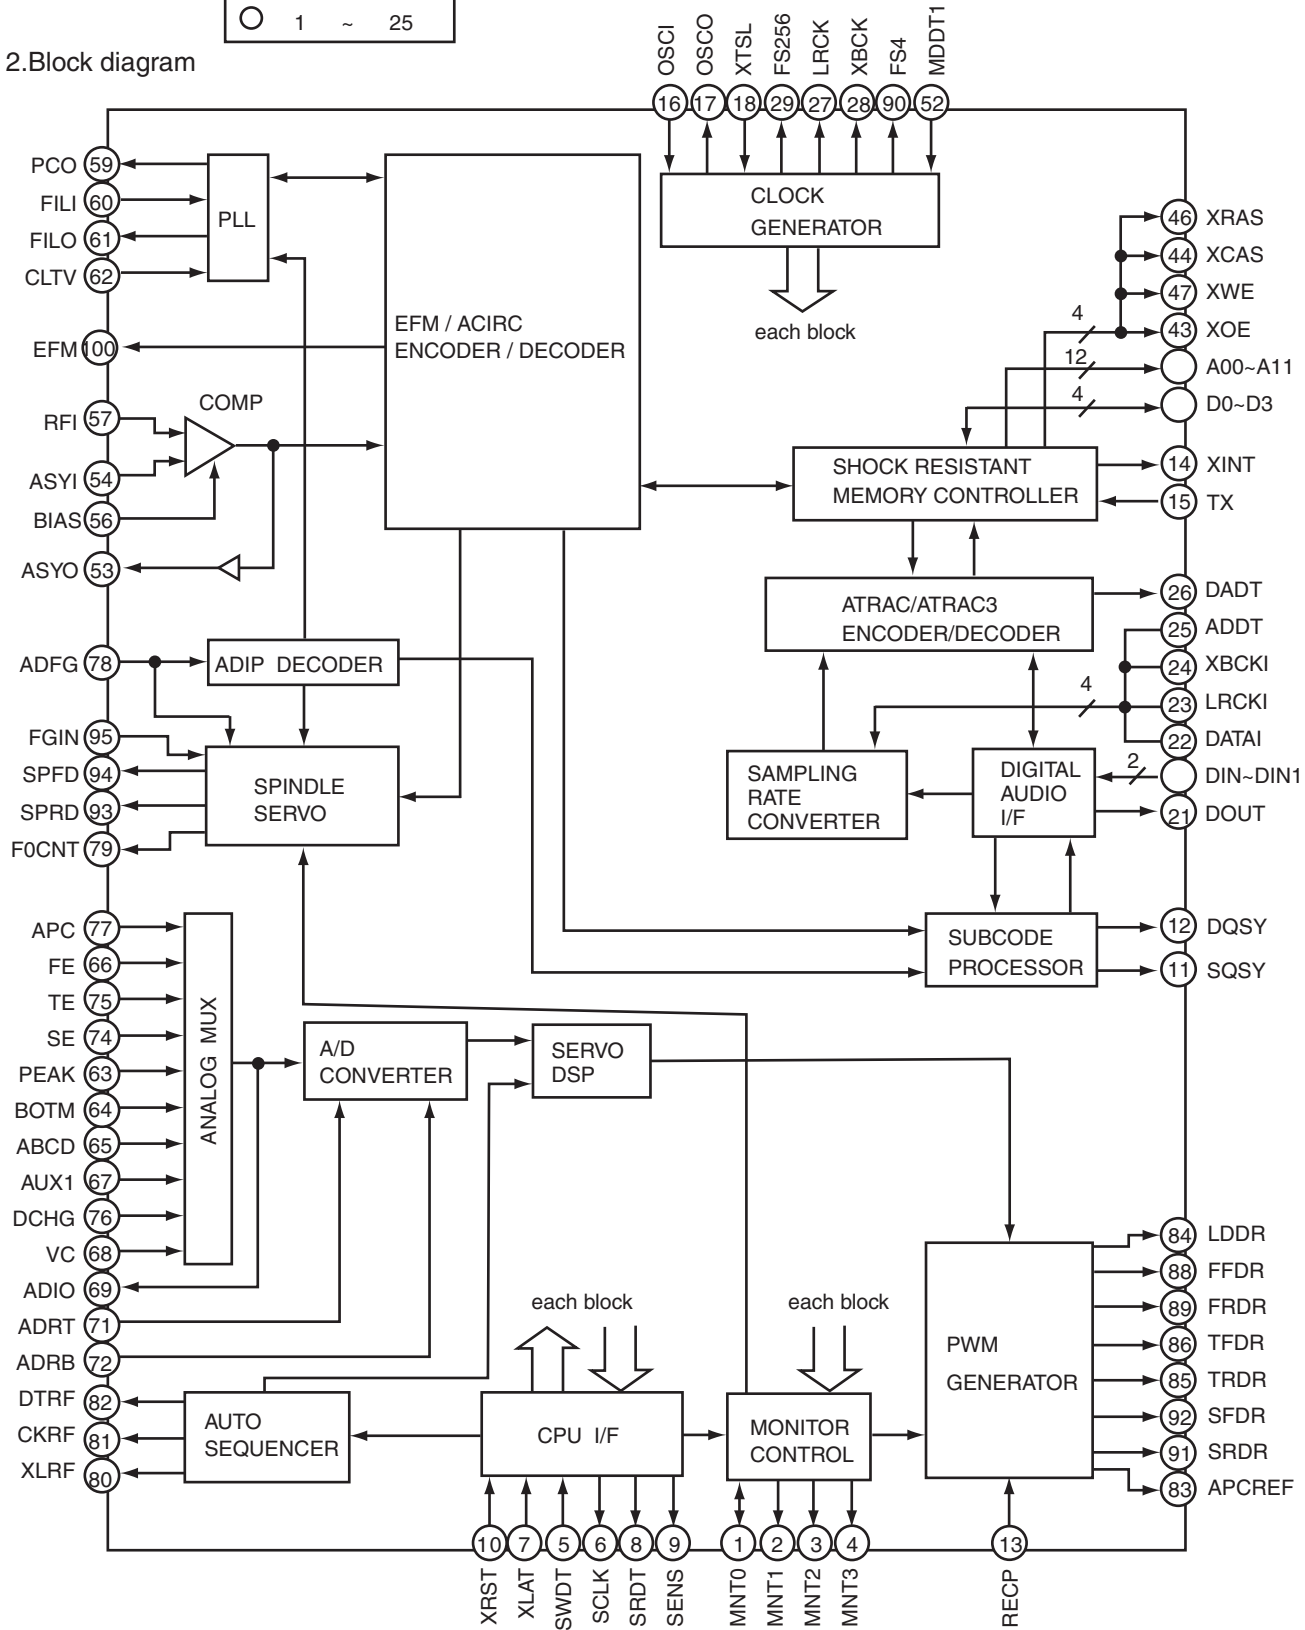 1 ~ 25
2.Block diagram
OSCI
OSCO
XTSL
FS256
LRCK
XBCK
FS4
MDDT1
16
17
18
29
27
28
90
52
CLOCK
GENERATOR
each block
PCO 59
FILI 60
FILO 61
CLTV 62
PLL
EFM 100
EFM / ACIRC
ENCODER / DECODER
COMP
RFI 57
ASYI 54
BIAS 56
ASYO 53
46 XRAS
44 XCAS
47 XWE
4
43 XOE
12
A00~A11
4
D0~D3
SHOCK RESISTANT
MEMORY CONTROLLER
14 XINT
15 TX
ATRAC/ATRAC3
ENCODER/DECODER
26 DADT
25 ADDT
24 XBCKI
4
23 LRCKI
22 DATAI
2
DIN~DIN1
21 DOUT
ADFG 78
ADIP DECODER
FGIN 95
SPFD 94
SPRD 93
F0CNT 79
SPINDLE
SERVO
SAMPLING
RATE
CONVERTER
DIGITAL
AUDIO
I/F
SUBCODE
PROCESSOR
12 DQSY
11 SQSY
APC 77
FE 66
TE 75
SE 74
PEAK 63
BOTM 64
ABCD 65
AUX1 67
DCHG 76
VC 68
ADIO 69
ADRT 71
ADRB 72
ANALOG MUX
A/D
CONVERTER
SERVO
DSP
DTRF 82
CKRF 81
XLRF 80
AUTO
SEQUENCER
each block
CPU I/F
each block
MONITOR
CONTROL
PWM
GENERATOR
84 LDDR
88 FFDR
89 FRDR
86 TFDR
85 TRDR
92 SFDR
91 SRDR
83 APCREF
10
7
5
6
8
9
1
2
3
4
13
XRST
XLAT
SWDT
SCLK
SRDT
SENS
MNT0
MNT1
MNT2
MNT3
RECP